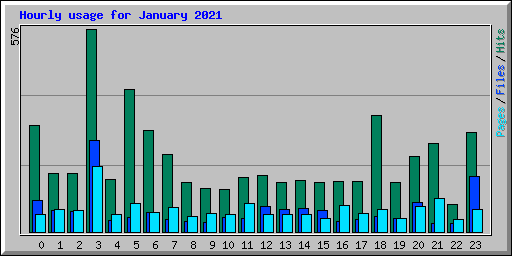 Hourly usage for January 2021
576
Pages / Files / Hits
0 1 2 3 4 5 6 7 8 9 10 11 12 13 14 15 16 17 18 19 20 21 22 23